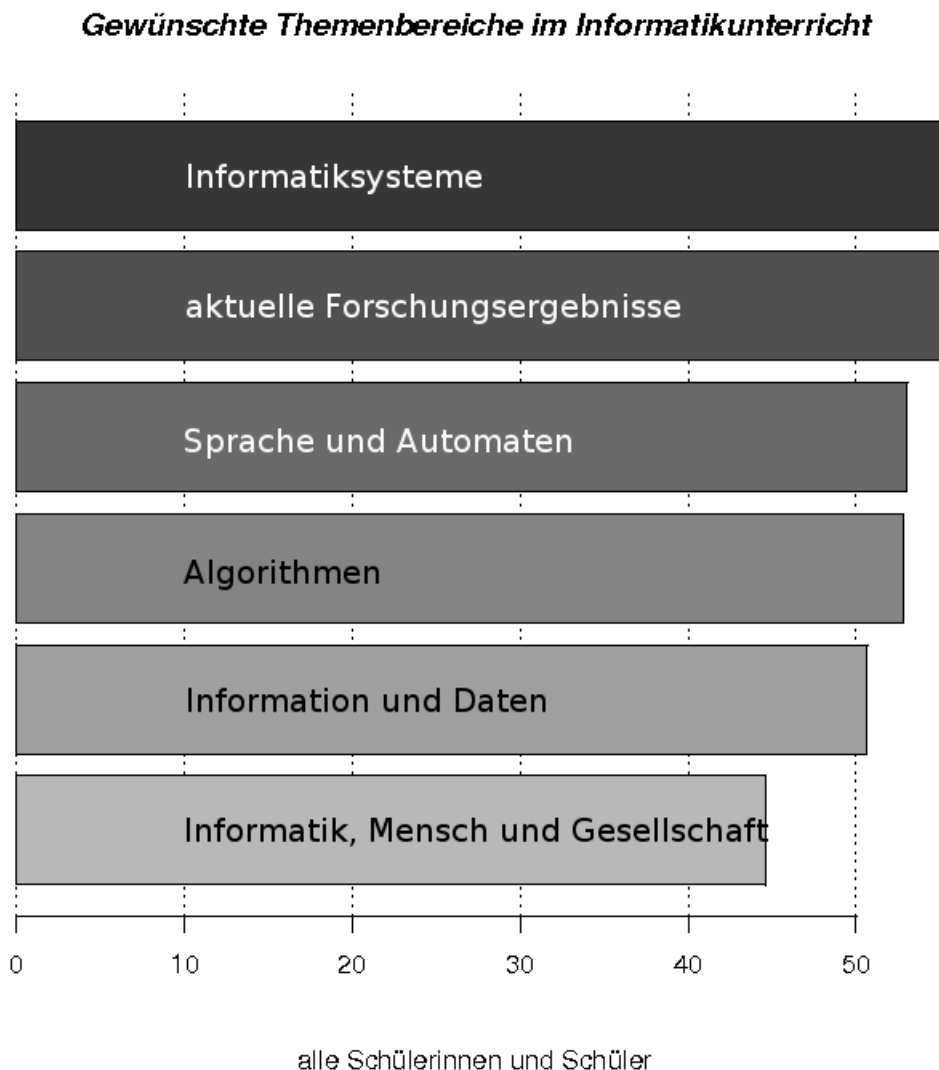 Gewünschte Themenbereiche im Informatikunterricht
Informatiksysteme
aktuelle Forschungsergebnisse
Sprache und Automaten
Algorithmen
Information und Daten
Informatik, Mensch und Gesellschaft
0 10 20 30 40 50
alle Schülerinnen und Schüler